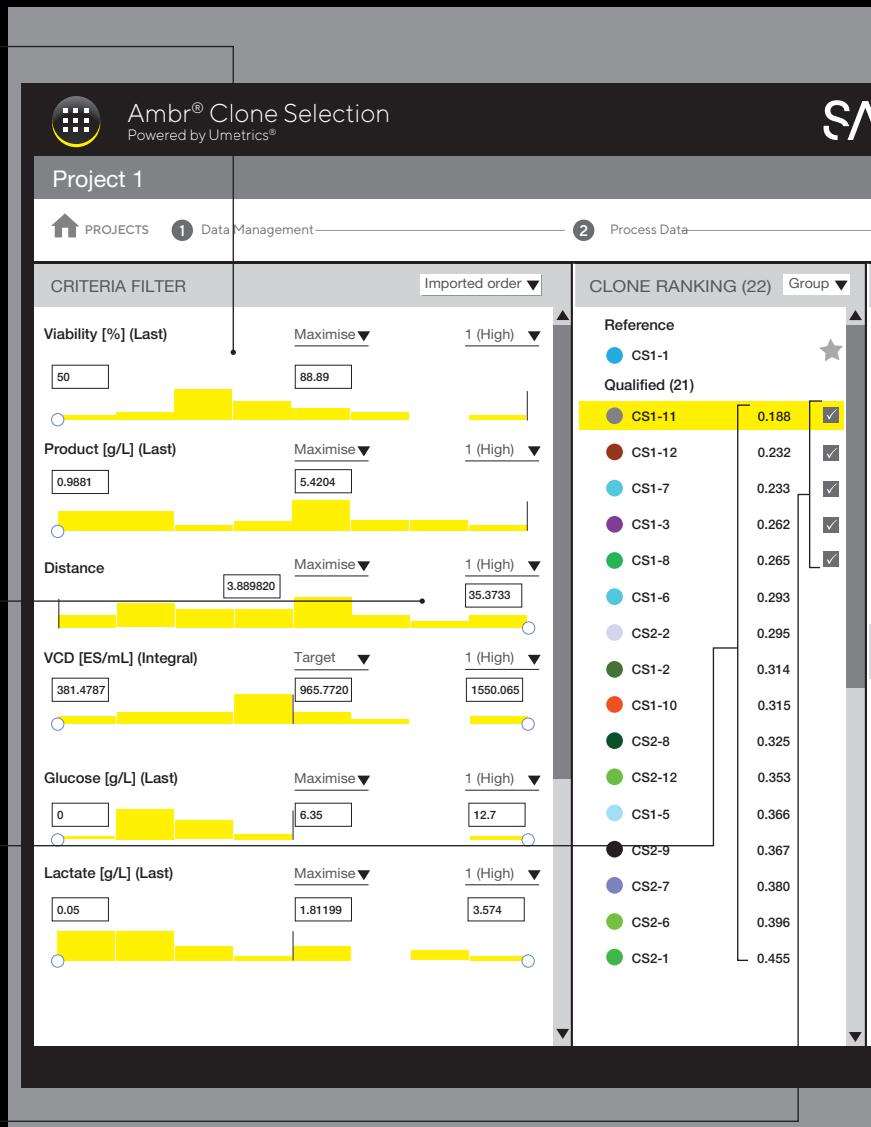 Ambr® Clone Selection
Powered by Umetrics®
SA
Project 1
PROJECTS 1 Data Management 2 Process Data
CRITERIA FILTER Imported order
Viability [%] (Last) Maximise 1 (High)
50 88.89
Product [g/L] (Last) Maximise 1 (High)
0.9881 5.4204
Distance Maximise 1 (High)
3.889820 35.3733
VCD [ES/mL] (Integral) Target 1 (High)
381.4787 965.7720 1550.065
Glucose [g/L] (Last) Maximise 1 (High)
0 6.35 12.7
Lactate [g/L] (Last) Maximise 1 (High)
0.05 1.81199 3.574
CLONE RANKING (22) Group
Reference
CS1-1
Qualified (21)
CS1-11 0.188
CS1-12 0.232
CS1-7 0.233
CS1-3 0.262
CS1-8 0.265
CS1-6 0.293
CS2-2 0.295
CS1-2 0.314
CS1-10 0.315
CS2-8 0.325
CS2-12 0.353
CS1-5 0.366
CS2-9 0.367
CS2-7 0.380
CS2-6 0.396
CS2-1 0.455